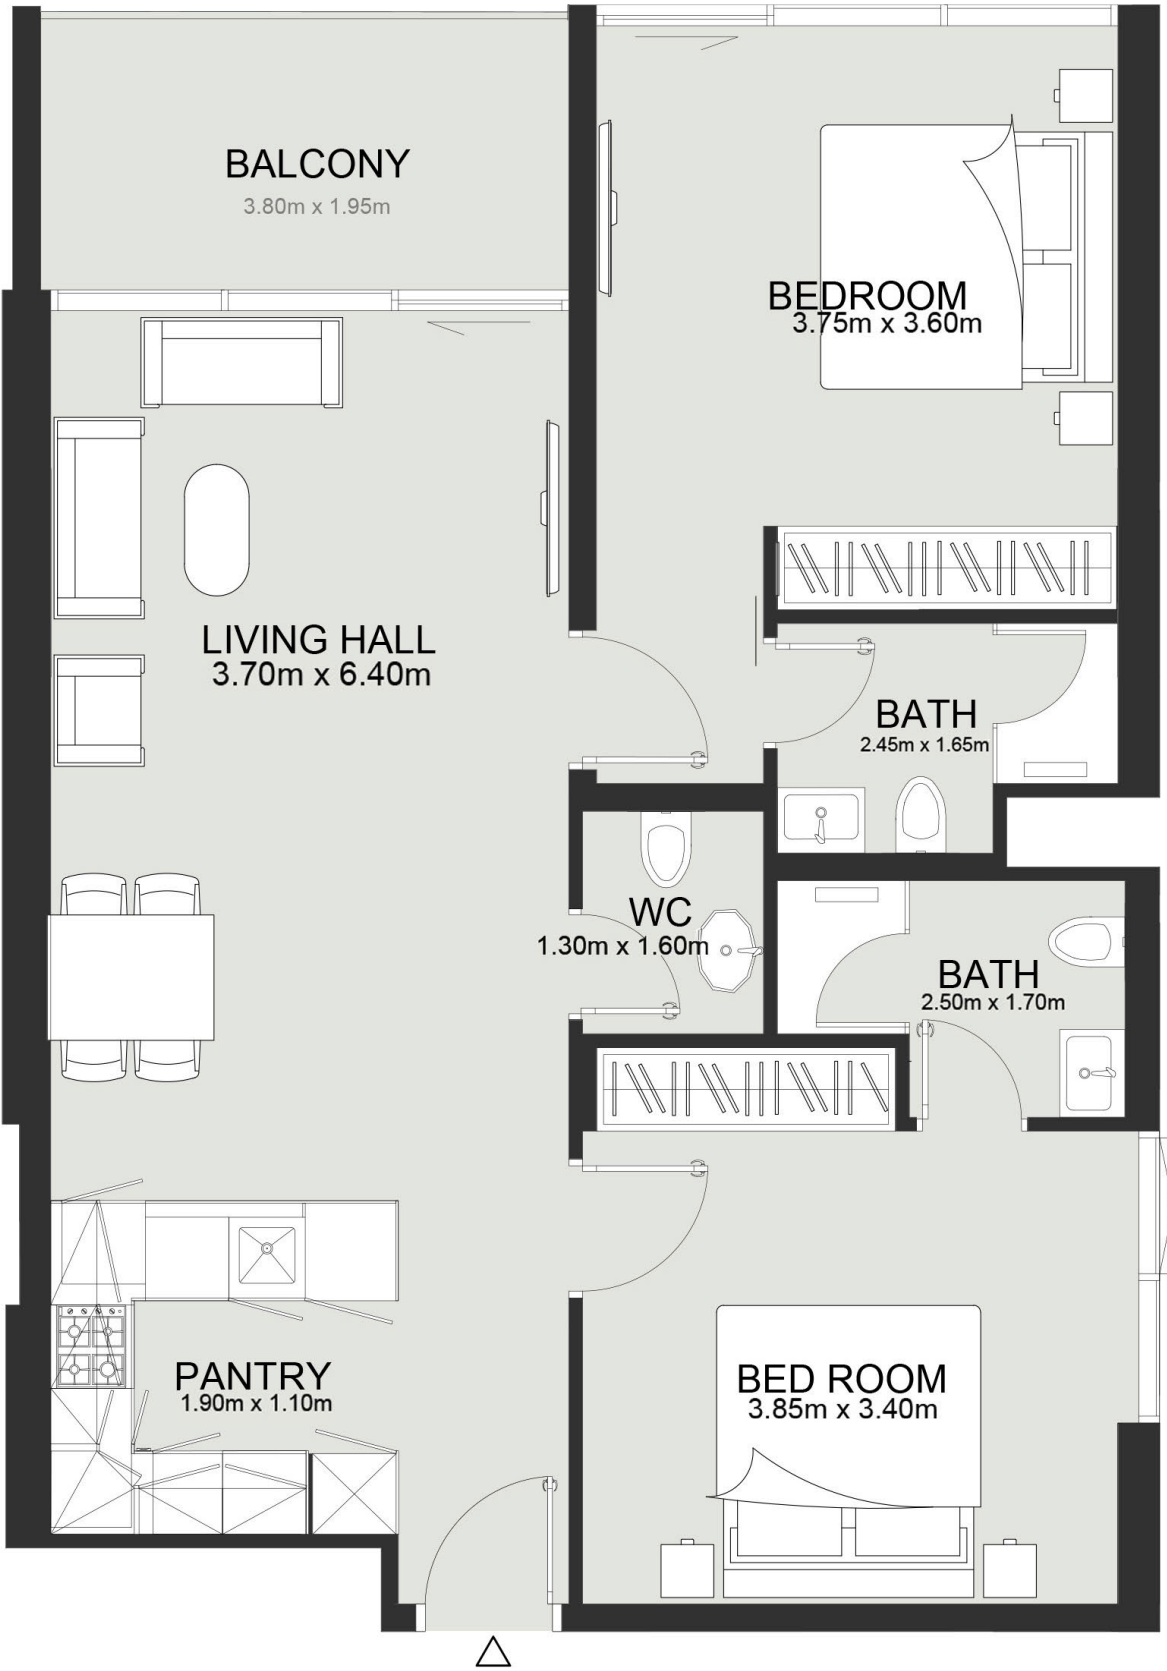 BALCONY
3.80m x 1.95m
BEDROOM
3.75m x 3.60m
LIVING HALL
3.70m x 6.40m
BATH
2.45m x 1.65m
WC
1.30m x 1.60m
BATH
2.50m x 1.70m
PANTRY
1.90m x 1.10m
BED ROOM
3.85m x 3.40m